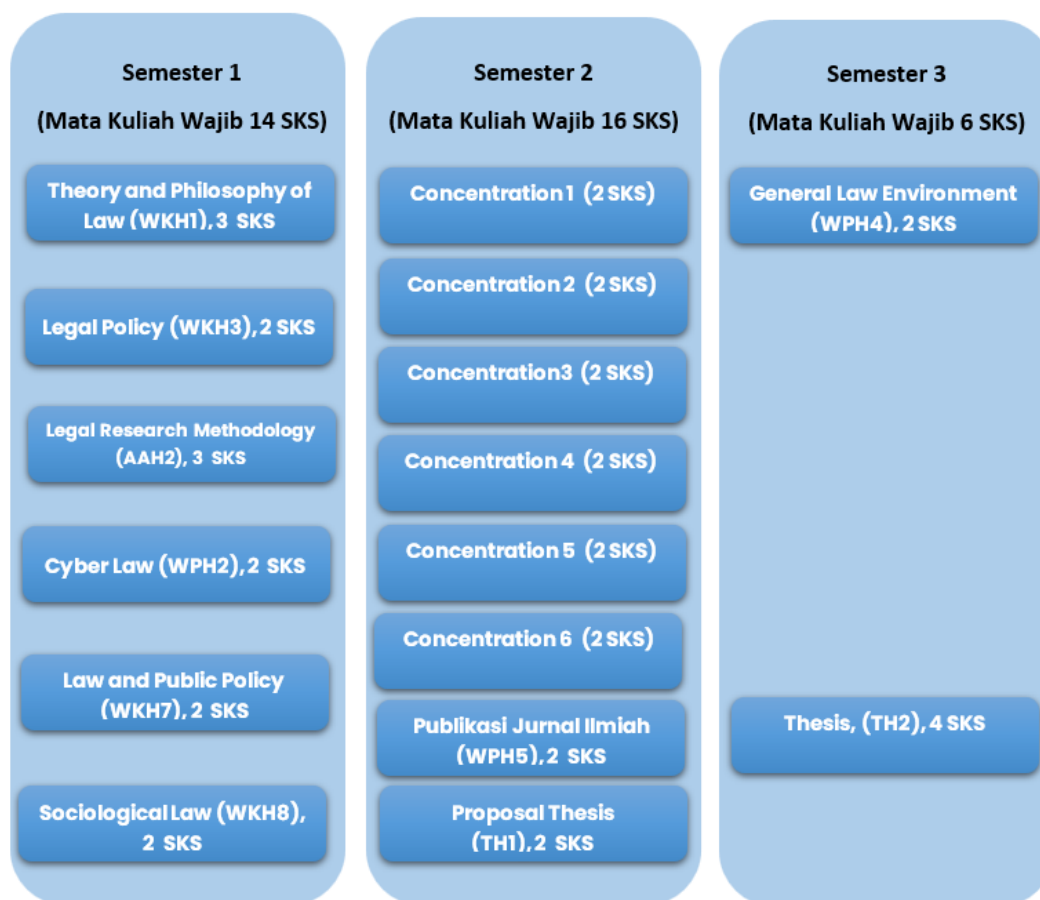 Semester 1
(Mata Kuliah Wajib 14 SKS)
Theory and Philosophy of
Law (WKH1), 3 SKS
Legal Policy (WKH3), 2 SKS
Legal Research Methodology
(AAH2), 3 SKS
Cyber Law (WPH2), 2 SKS
Law and Public Policy
(WKH7), 2 SKS
Sociological Law (WKH8),
2 SKS
Semester 2
(Mata Kuliah Wajib 16 SKS)
Concentration 1 (2 SKS)
Concentration 2 (2 SKS)
Concentration3 (2 SKS)
Concentration 4 (2 SKS)
Concentration 5 (2 SKS)
Concentration 6 (2 SKS)
Publikasi Jurnal Ilmiah
(WPH5), 2 SKS
Proposal Thesis
(TH1), 2 SKS
Semester 3
(Mata Kuliah Wajib 6 SKS)
General Law Environment
(WPH4), 2 SKS
Thesis, (TH2), 4 SKS